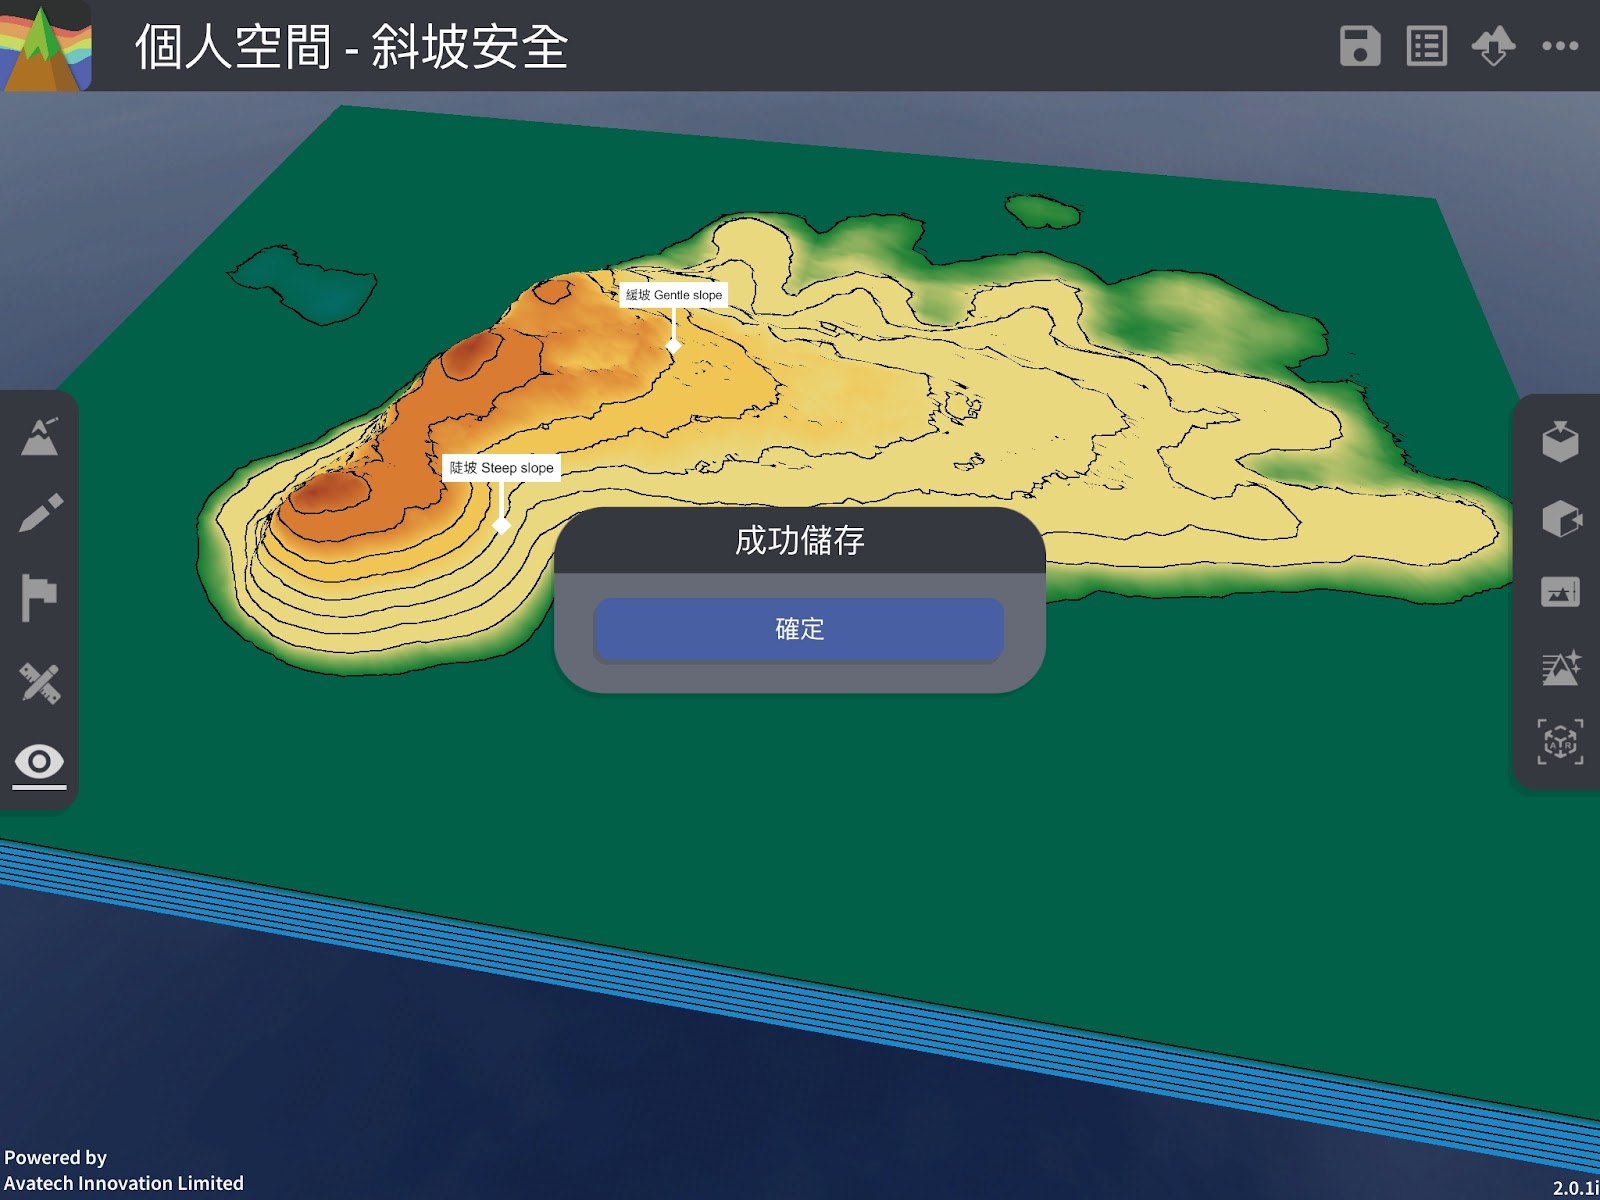 個人空間 - 斜坡安全
緩坡 Gentle slope
陡坡 Steep slope
成功儲存
確定
Powered by
Avatech Innovation Limited
2.0.1i